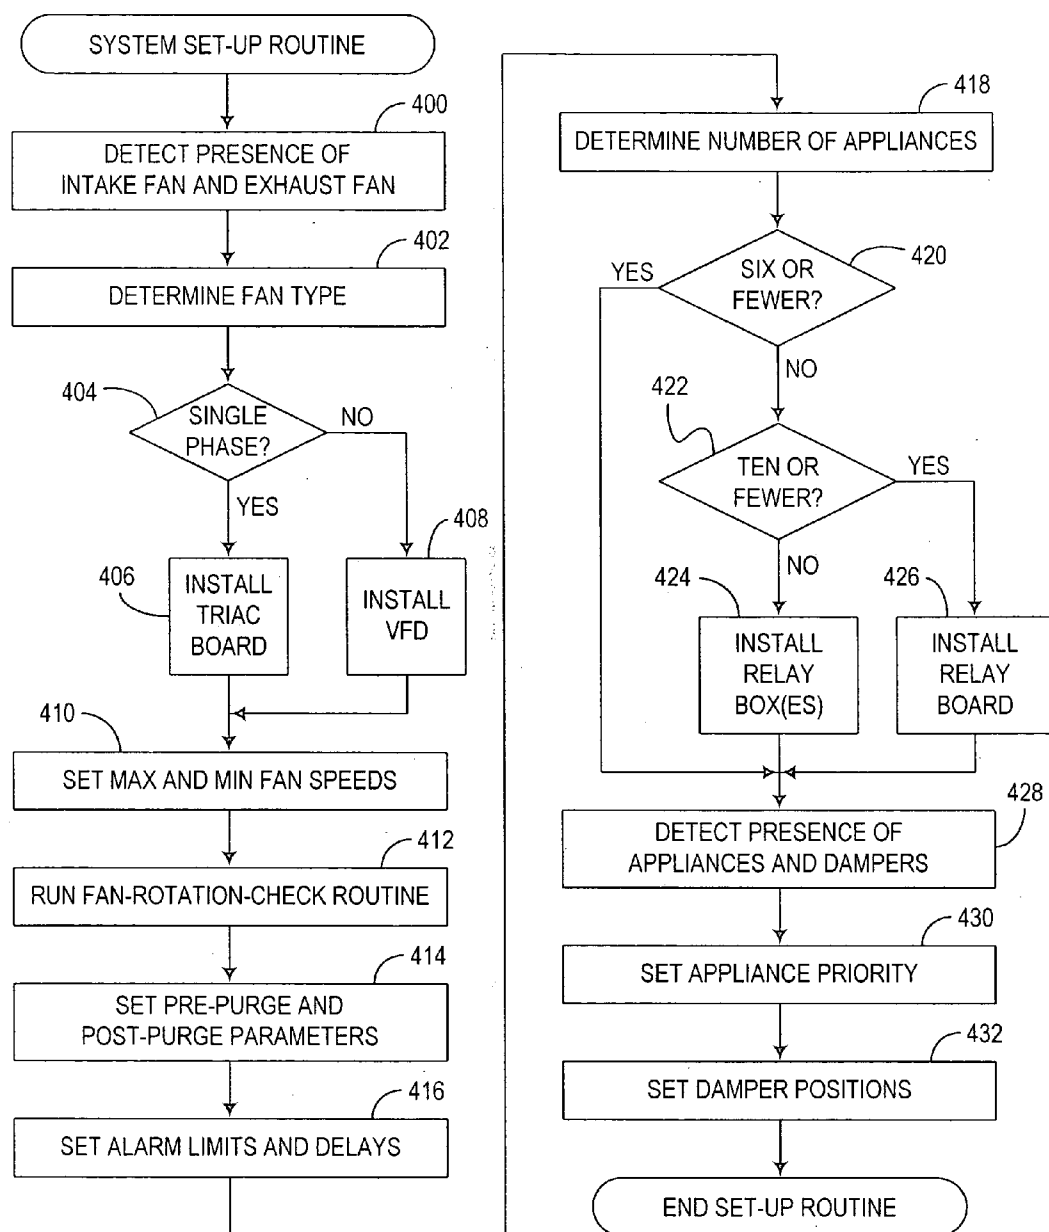 SYSTEM SET-UP ROUTINE
400
DETECT PRESENCE OF
INTAKE FAN AND EXHAUST FAN
402
DETERMINE FAN TYPE
404
SINGLE
PHASE?
NO
YES
406
INSTALL
TRIAC
BOARD
408
INSTALL
VFD
410
SET MAX AND MIN FAN SPEEDS
412
RUN FAN-ROTATION-CHECK ROUTINE
414
SET PRE-PURGE AND
POST-PURGE PARAMETERS
416
SET ALARM LIMITS AND DELAYS
418
DETERMINE NUMBER OF APPLIANCES
420
YES
SIX OR
FEWER?
NO
422
TEN OR
FEWER?
YES
NO
424
INSTALL
RELAY
BOX(ES)
426
INSTALL
RELAY
BOARD
428
DETECT PRESENCE OF
APPLIANCES AND DAMPERS
430
SET APPLIANCE PRIORITY
432
SET DAMPER POSITIONS
END SET-UP ROUTINE